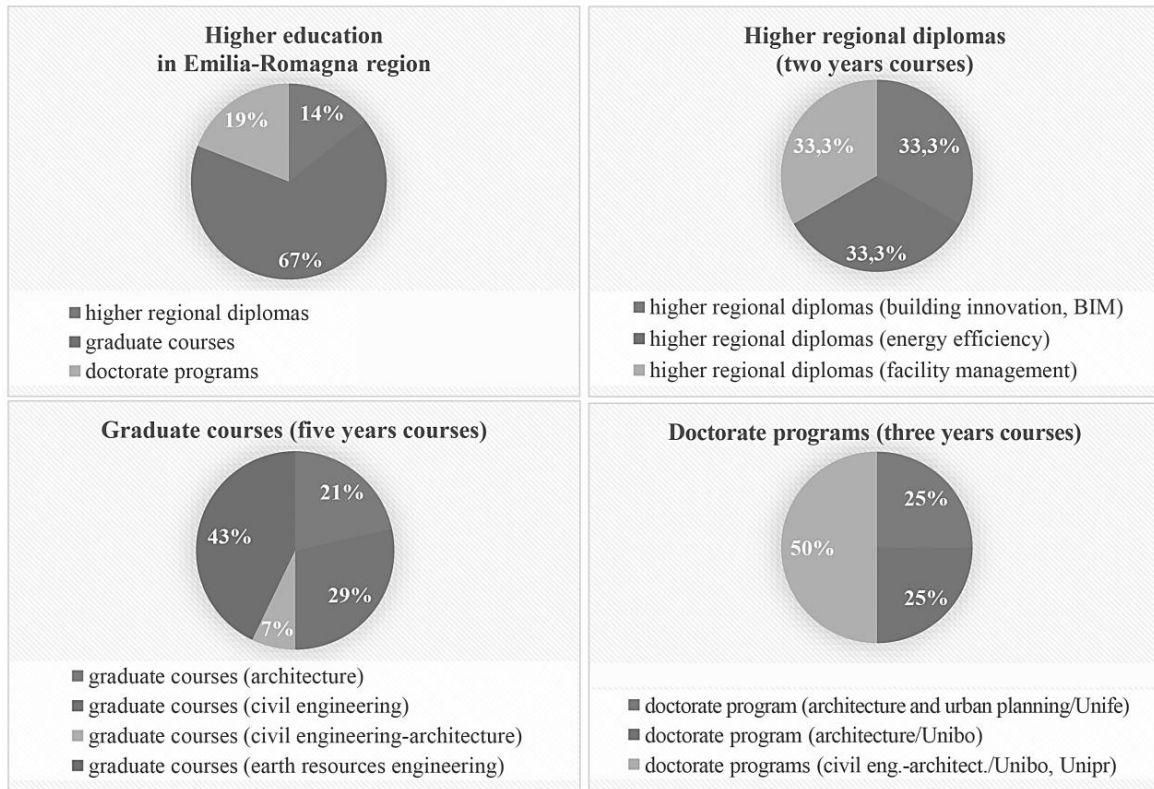 Higher education
in Emilia-Romagna region
19%
14%
67%
higher regional diplomas
graduate courses
doctorate programs
Higher regional diplomas
(two years courses)
33,3%
33,3%
33,3%
higher regional diplomas (building innovation, BIM)
higher regional diplomas (energy efficiency)
higher regional diplomas (facility management)
Graduate courses (five years courses)
21%
43%
29%
7%
graduate courses (architecture)
graduate courses (civil engineering)
graduate courses (civil engineering-architecture)
graduate courses (earth resources engineering)
Doctorate programs (three years courses)
25%
50%
25%
doctorate program (architecture and urban planning/Unife)
doctorate program (architecture/Unibo)
doctorate programs (civil eng.-architect./Unibo, Unipr)